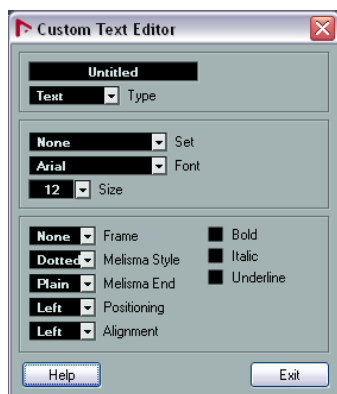 Custom Text Editor
Untitled
Text Type
None Set
Arial Font
12 Size
None Frame Bold
Dotted Melisma Style Italic
Plain Melisma End Underline
Left Positioning
Left Alignment
Help Exit